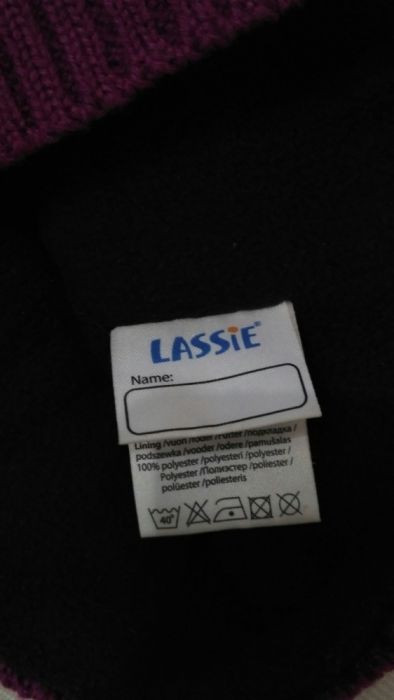 LASSiE®
Name:
Lining /vuori /foder /Futter /подкладка /
podszewka /vooder /odere /pamušalas
100% polyester /polyesteri /polyester /
Polyester /Полиэстер /poliester /
polüester /poliesteris
40°